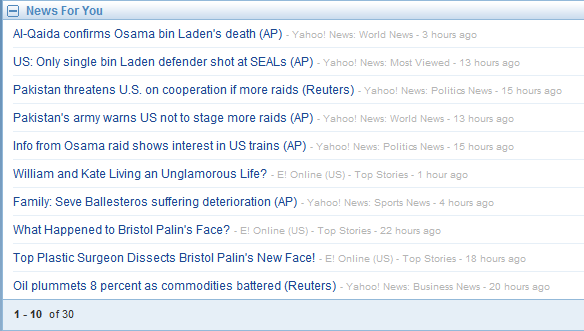 News For You
Al-Qaida confirms Osama bin Laden's death (AP) - Yahoo! News: World News - 3 hours ago
US: Only single bin Laden defender shot at SEALs (AP) - Yahoo! News: Most Viewed - 13 hours ago
Pakistan threatens U.S. on cooperation if more raids (Reuters) - Yahoo! News: Politics News - 15 hours ago
Pakistan's army warns US not to stage more raids (AP) - Yahoo! News: World News - 13 hours ago
Info from Osama raid shows interest in US trains (AP) - Yahoo! News: Politics News - 15 hours ago
William and Kate Living an Unglamorous Life? - E! Online (US) - Top Stories - 1 hour ago
Family: Seve Ballesteros suffering deterioration (AP) - Yahoo! News: Sports News - 4 hours ago
What Happened to Bristol Palin's Face? - E! Online (US) - Top Stories - 22 hours ago
Top Plastic Surgeon Dissects Bristol Palin's New Face! - E! Online (US) - Top Stories - 18 hours ago
Oil plummets 8 percent as commodities battered (Reuters) - Yahoo! News: Business News - 20 hours ago
1 - 10 of 30